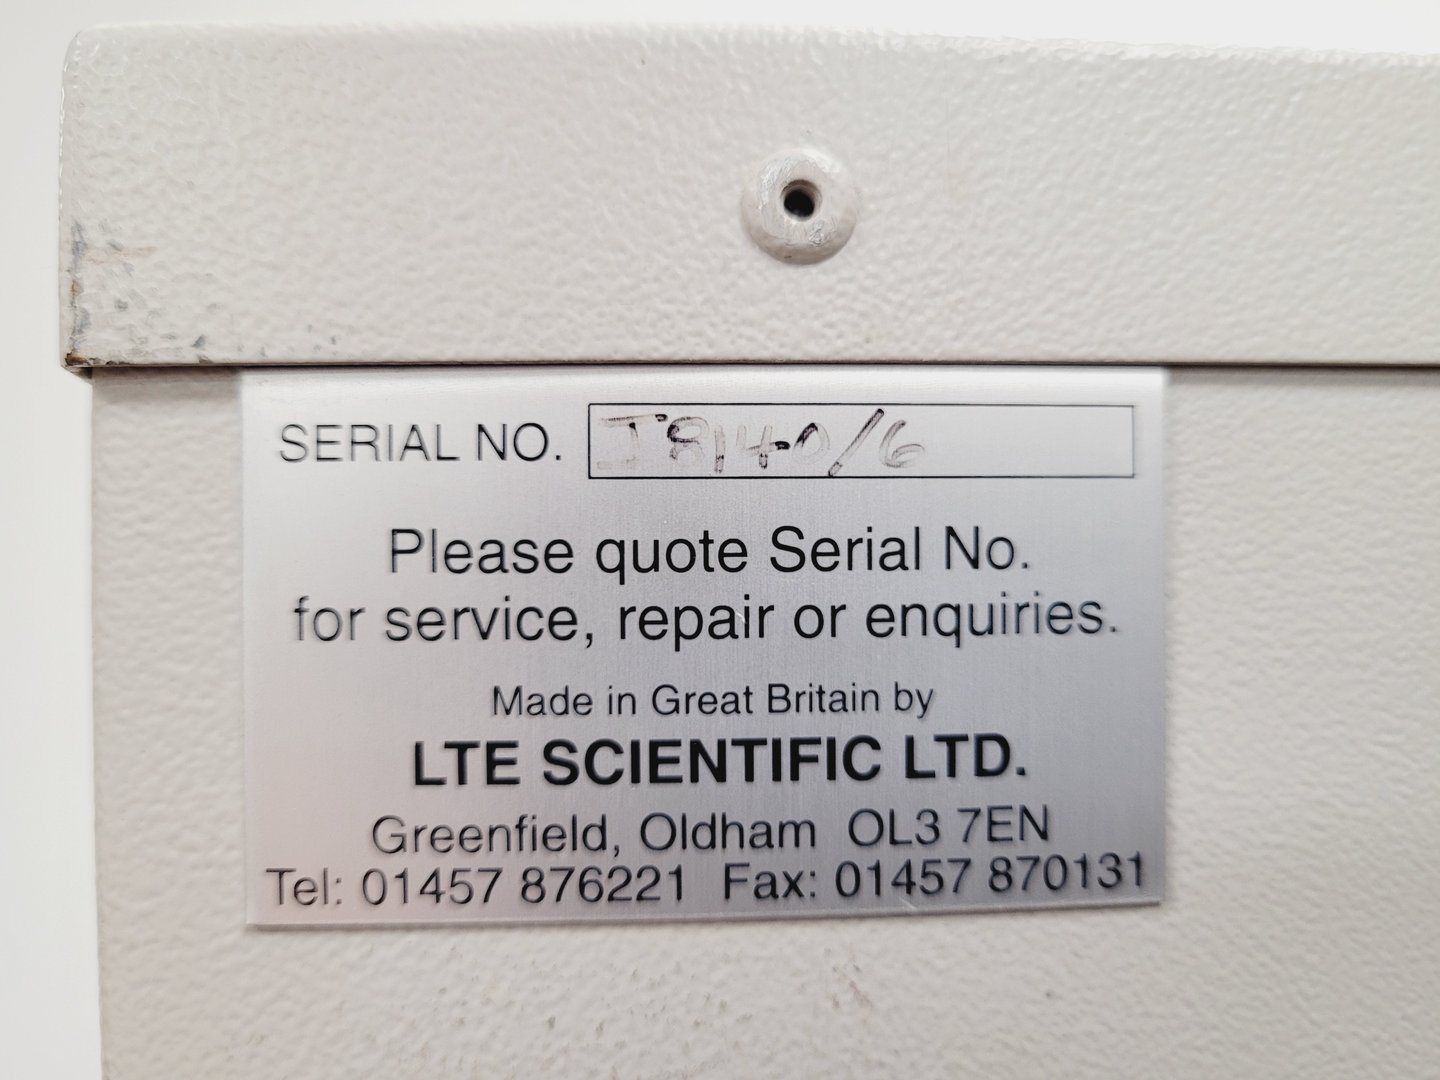 SERIAL NO. I8140/6
Please quote Serial No.
for service, repair or enquiries.
Made in Great Britain by
LTE SCIENTIFIC LTD.
Greenfield, Oldham OL3 7EN
Tel: 01457 876221 Fax: 01457 870131